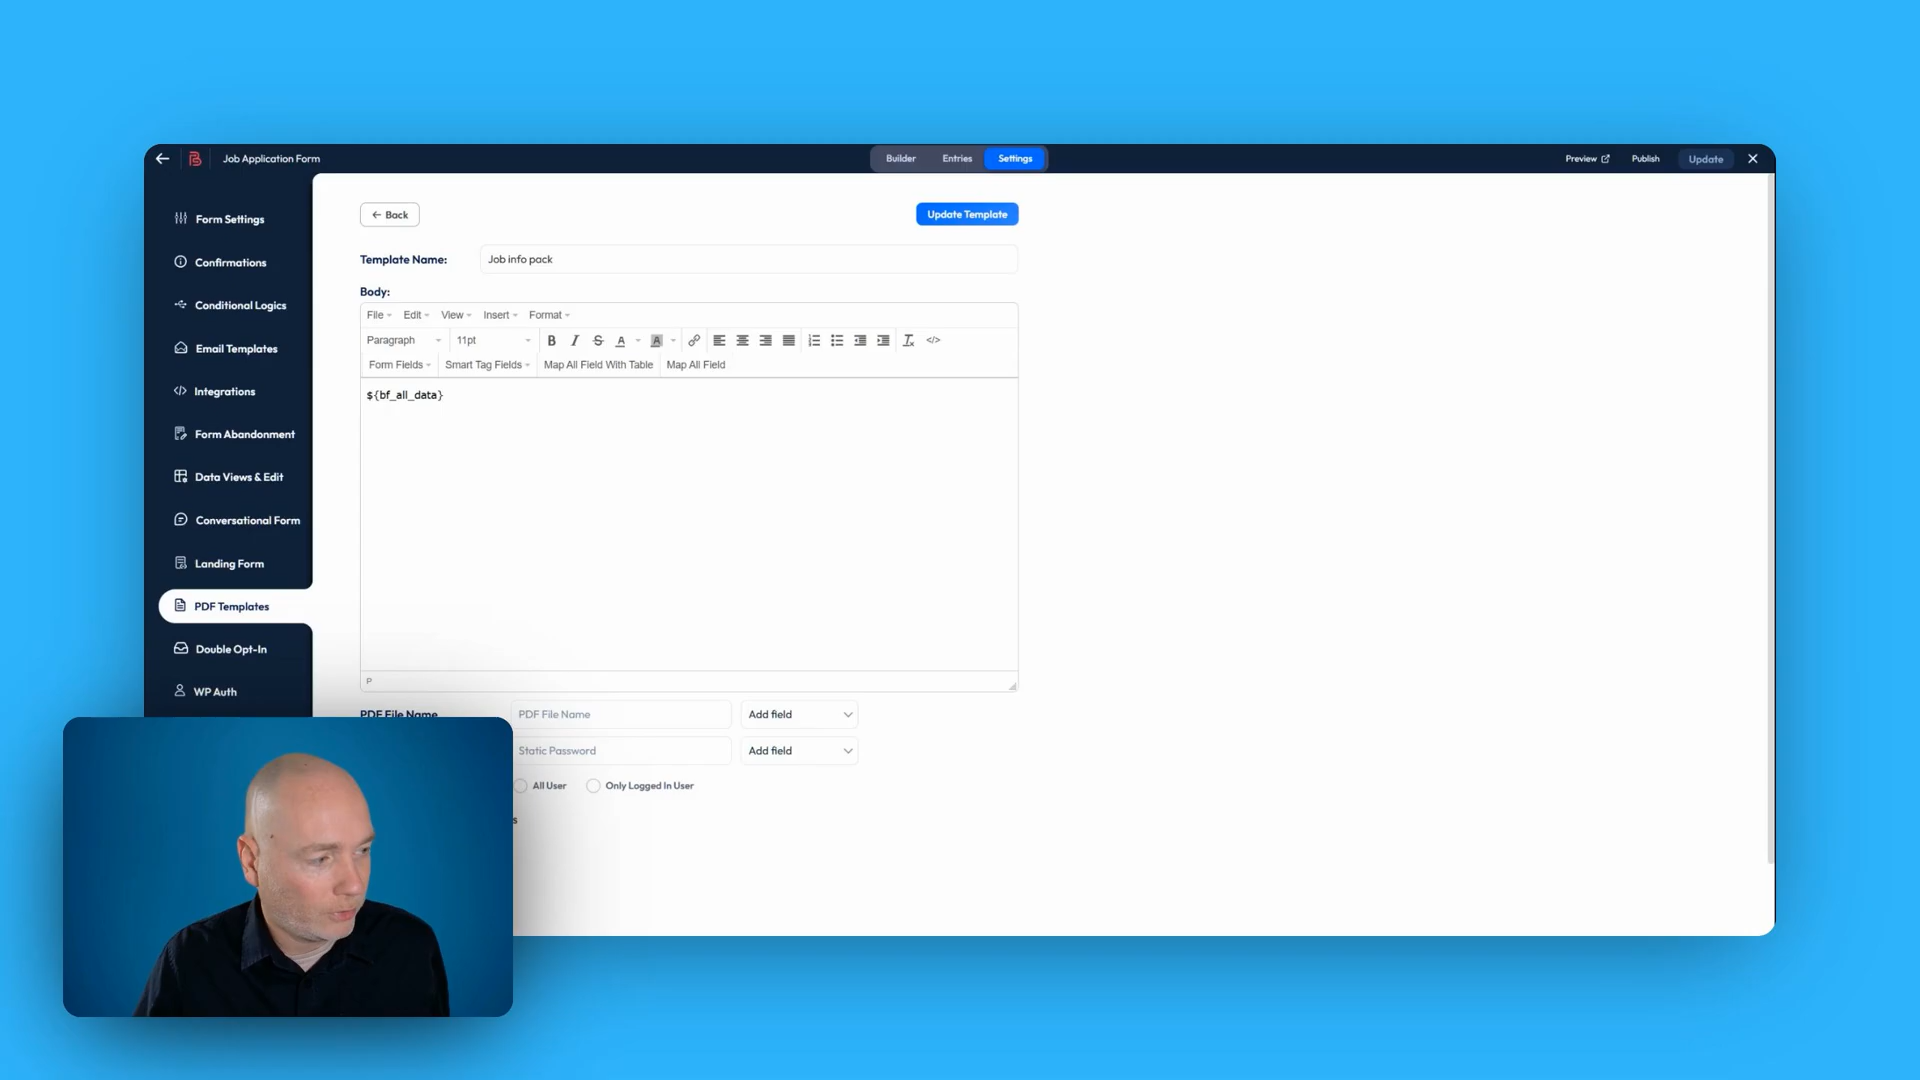 Job Application Form
Builder
Entries
Settings
Preview
Publish
Update
Form Settings
Confirmations
Conditional Logics
Email Templates
Integrations
Form Abandonment
Data Views & Edit
Conversational Form
Landing Form
PDF Templates
Double Opt-In
WP Auth
Back
Update Template
Template Name:
Job info pack
Body:
File Edit View Insert Format
Paragraph 11pt B I S A A
Form Fields Smart Tag Fields Map All Field With Table Map All Field
${bf_all_data}
P
PDF File Name
PDF File Name
Add field
Static Password
Add field
All User
Only Logged In User
s